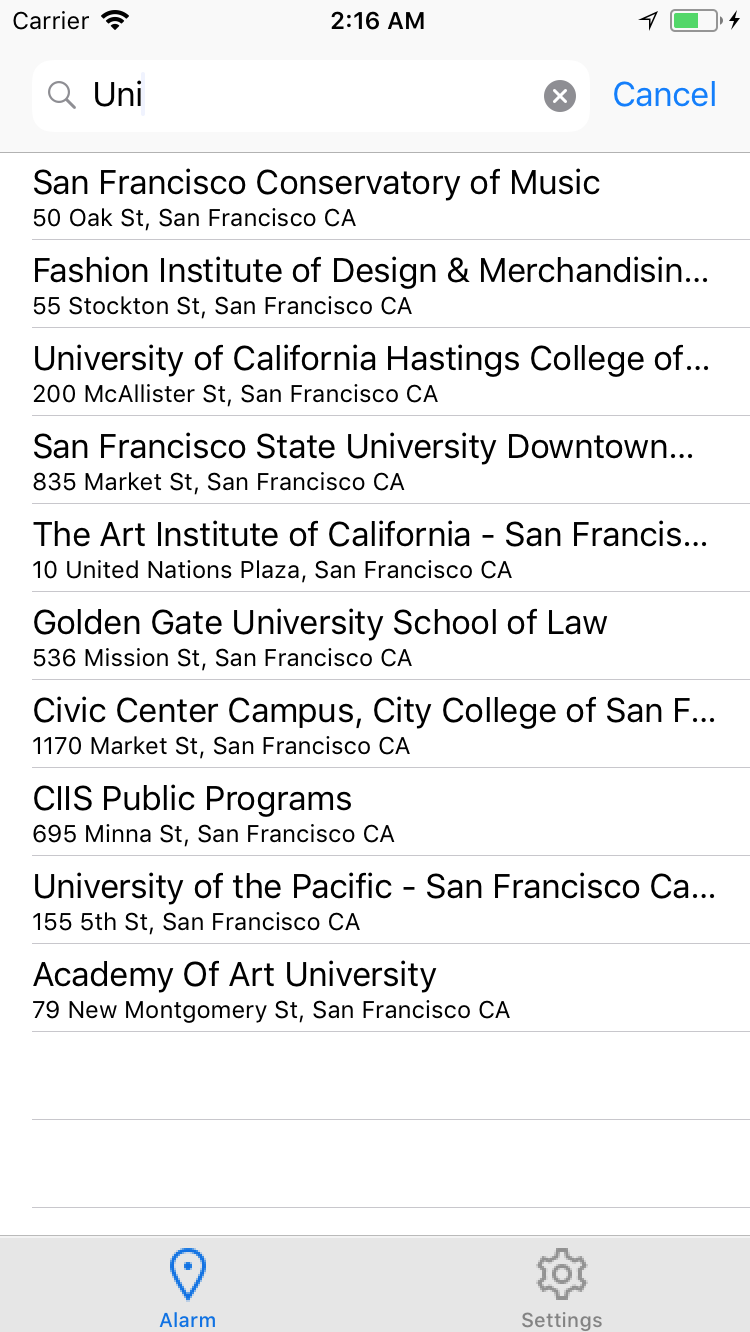 Carrier 2:16 AM
Uni Cancel
San Francisco Conservatory of Music
50 Oak St, San Francisco CA
Fashion Institute of Design & Merchandisin...
55 Stockton St, San Francisco CA
University of California Hastings College of...
200 McAllister St, San Francisco CA
San Francisco State University Downtown...
835 Market St, San Francisco CA
The Art Institute of California - San Francis...
10 United Nations Plaza, San Francisco CA
Golden Gate University School of Law
536 Mission St, San Francisco CA
Civic Center Campus, City College of San F...
1170 Market St, San Francisco CA
CIIS Public Programs
695 Minna St, San Francisco CA
University of the Pacific - San Francisco Ca...
155 5th St, San Francisco CA
Academy Of Art University
79 New Montgomery St, San Francisco CA
Alarm Settings